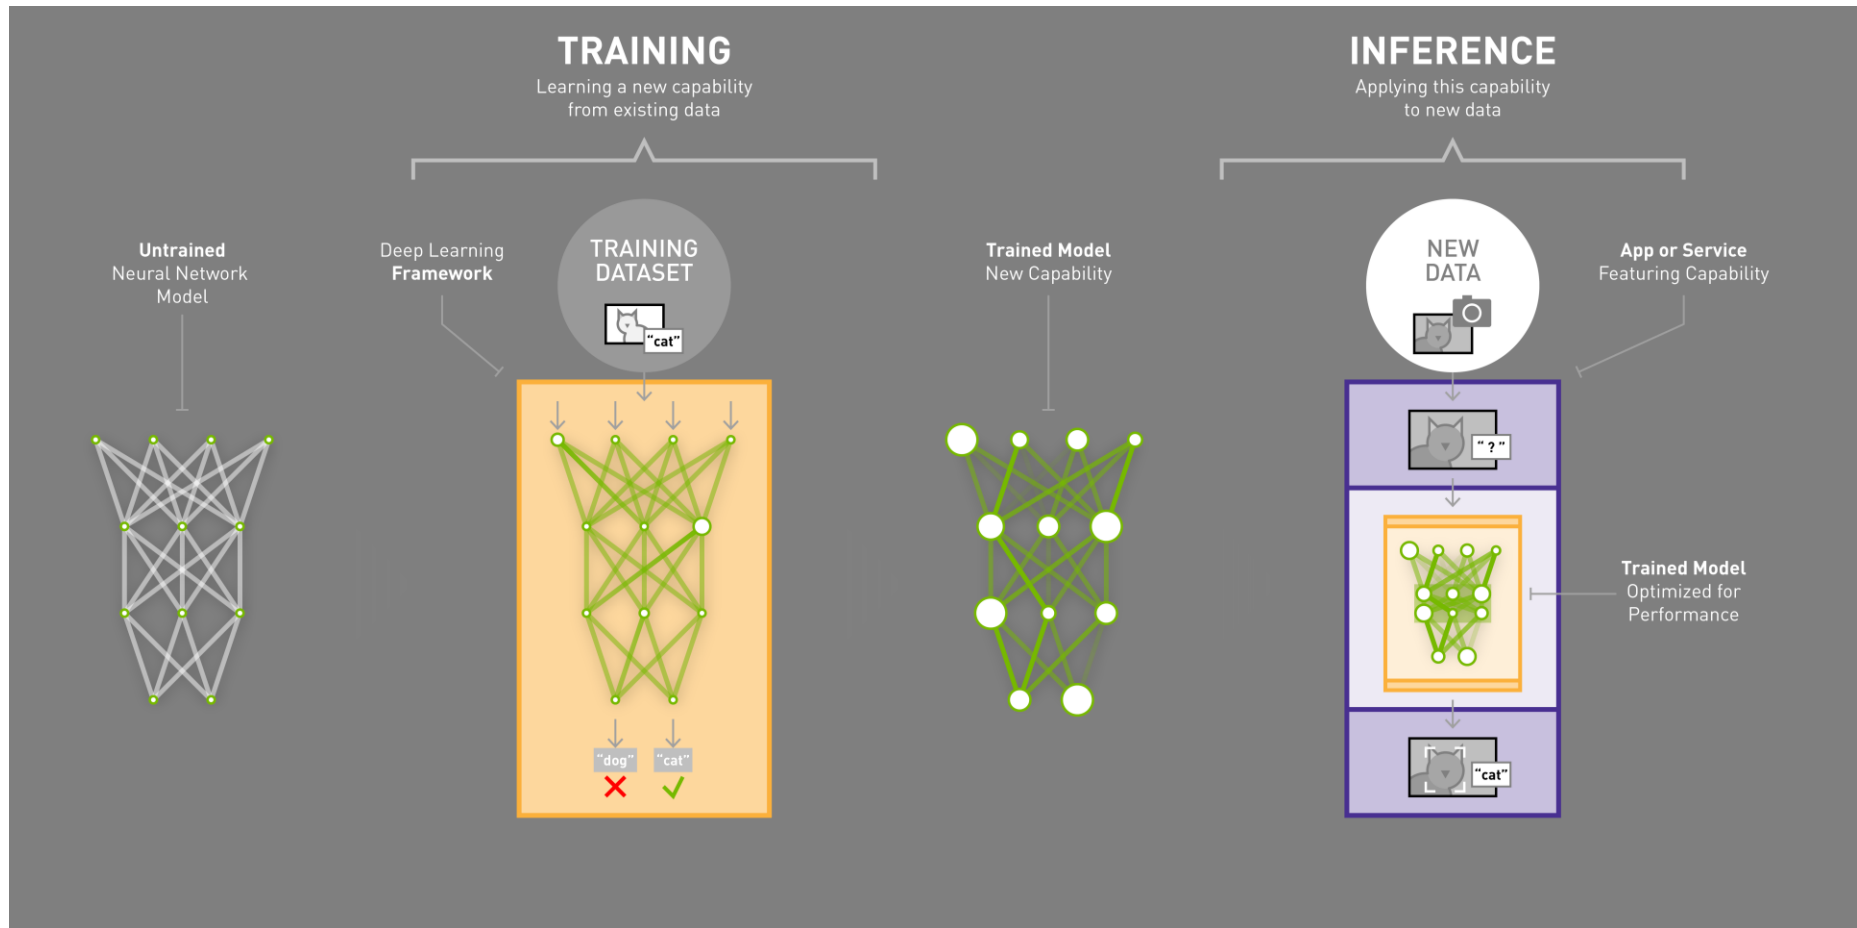 TRAINING
Learning a new capability
from existing data
INFERENCE
Applying this capability
to new data
Untrained
Neural Network
Model
Deep Learning
Framework
TRAINING
DATASET
"cat"
"dog"
"cat"
Trained Model
New Capability
NEW
DATA
App or Service
Featuring Capability
"?"
Trained Model
Optimized for
Performance
"cat"